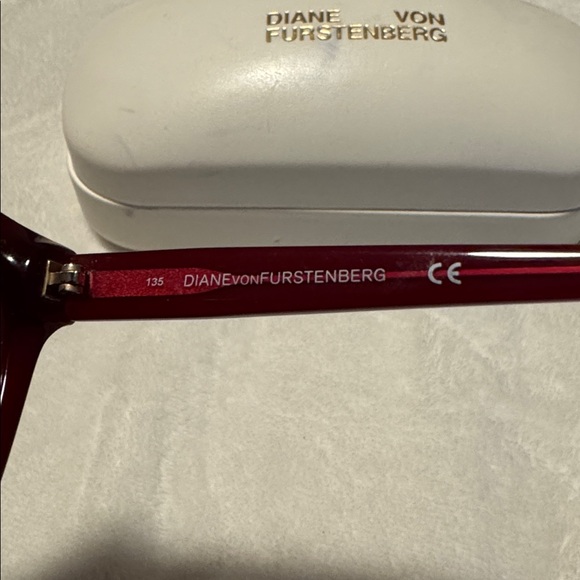 DIANE VON
FURSTENBERG
135 DIANEVONFURSTENBERG CE